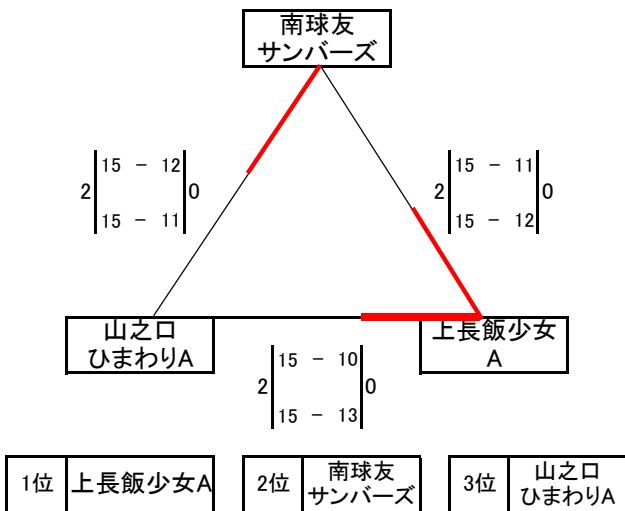 南球友
サンバーズ
15 － 12
2 0
15 － 11
15 － 11
2 0
15 － 12
山之口
ひまわりA
上長飯少女
A
15 － 10
2 0
15 － 13
1位 上長飯少女A
2位 南球友
サンバーズ
3位 山之口
ひまわりA